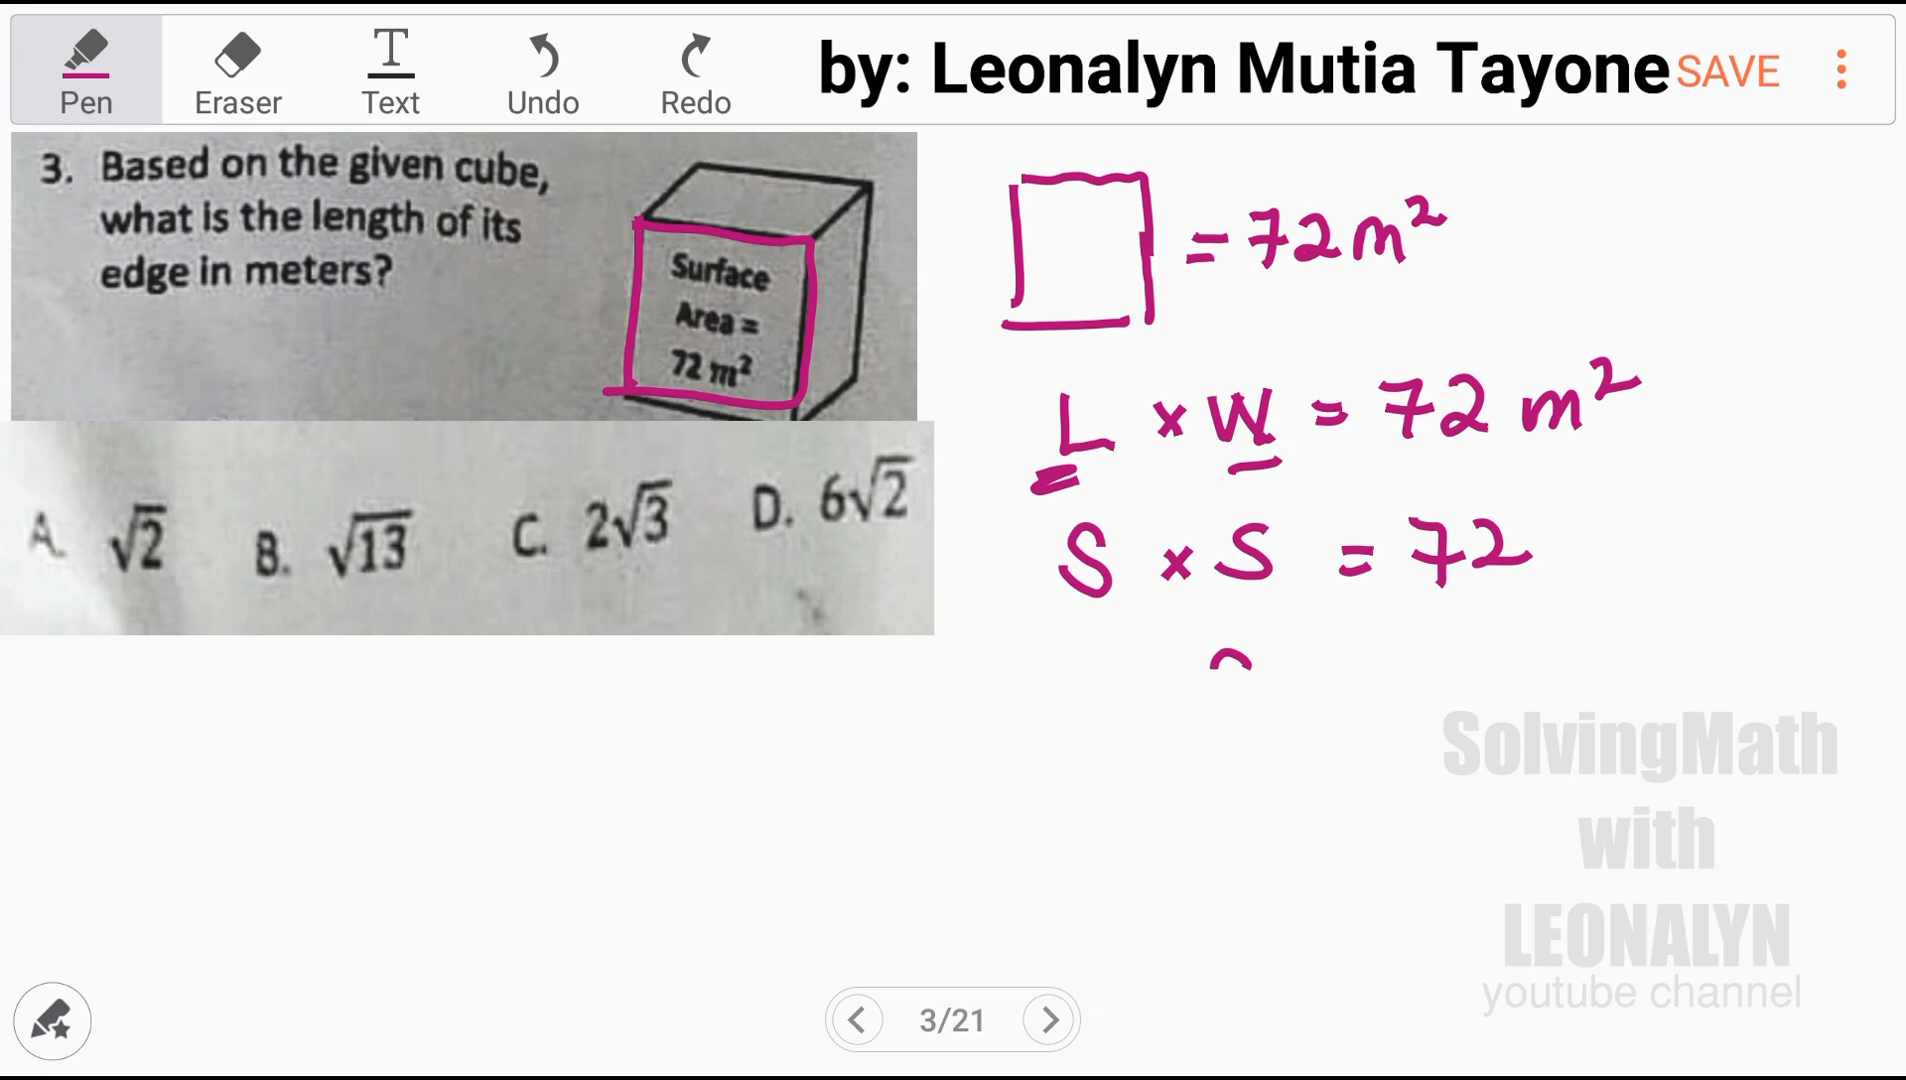 Pen
Eraser
Text
Undo
Redo
by: Leonalyn Mutia Tayone
SAVE
3. Based on the given cube,
what is the length of its
edge in meters?
Surface
Area =
72 m²
= 72 m²
L × W = 72 m²
S × S = 72
A. √2
B. √13
C. 2√3
D. 6√2
SolvingMath
with
LEONALYN
youtube channel
3/21